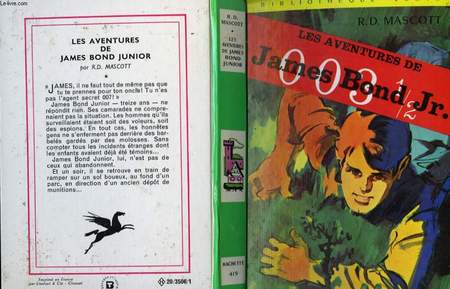 LES AVENTURES
DE
JAMES BOND JUNIOR
par R.D. MASCOTT
"JAMES, il ne faut tout de même pas que
tu te prennes pour ton oncle! Tu n'es
pas l'agent secret 007!»
James Bond Junior — treize ans — ne
répondit rien. Ses camarades ne compre-
naient pas la situation. Les hommes qu'ils
surveillaient étaient soit des voleurs, soit
des espions. En tout cas, les honnêtes
gens ne s'enferment pas derrière des bar-
belés gardés par des molosses. Sans
compter tous les incidents étranges dont
les enfants avaient déjà été témoins...
James Bond Junior, lui, n'est pas de
ceux qui abandonnent.
Et un soir, il se retrouve en train de
ramper sur un sol boueux, au fond d'un
parc, en direction d'un ancien dépôt de
munitions...
Imprimé en France
20/3506/1
R. D.
MASCOTT
LES
AVENTURES
DE JAMES
BOND
JUNIOR
HACHETTE
415
R.D. MASCOTT
LES AVENTURES DE
James Bond Jr.
003 1/2